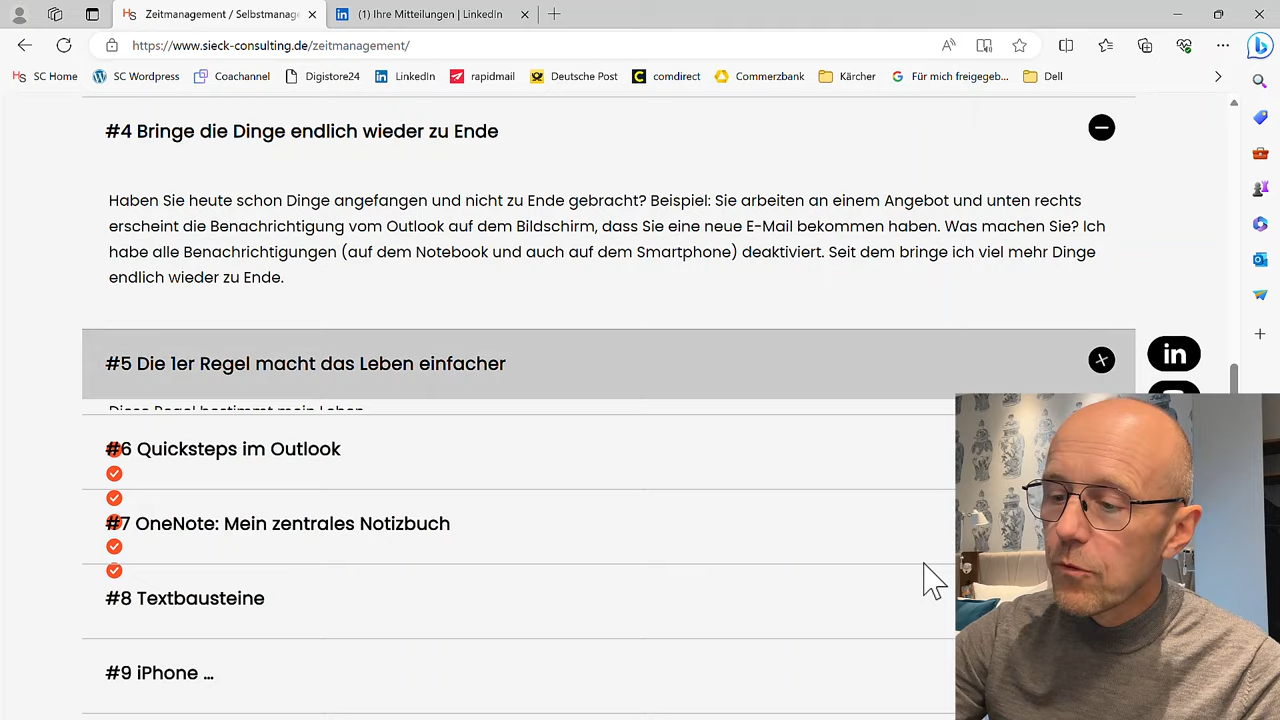 Zeitmanagement / Selbstmanage
(1) Ihre Mitteilungen | LinkedIn
https://www.sieck-consulting.de/zeitmanagement/
SC Home
SC Wordpress
Coachannel
Digistore24
LinkedIn
rapidmail
Deutsche Post
comdirect
Commerzbank
Kärcher
Für mich freigegeb...
Dell
#4 Bringe die Dinge endlich wieder zu Ende
Haben Sie heute schon Dinge angefangen und nicht zu Ende gebracht? Beispiel: Sie arbeiten an einem Angebot und unten rechts
erscheint die Benachrichtigung vom Outlook auf dem Bildschirm, dass Sie eine neue E-Mail bekommen haben. Was machen Sie? Ich
habe alle Benachrichtigungen (auf dem Notebook und auch auf dem Smartphone) deaktiviert. Seit dem bringe ich viel mehr Dinge
endlich wieder zu Ende.
#5 Die 1er Regel macht das Leben einfacher
in
Diese Regel bestimmt mein Leben
#6 Quicksteps im Outlook
#7 OneNote: Mein zentrales Notizbuch
#8 Textbausteine
#9 iPhone ...